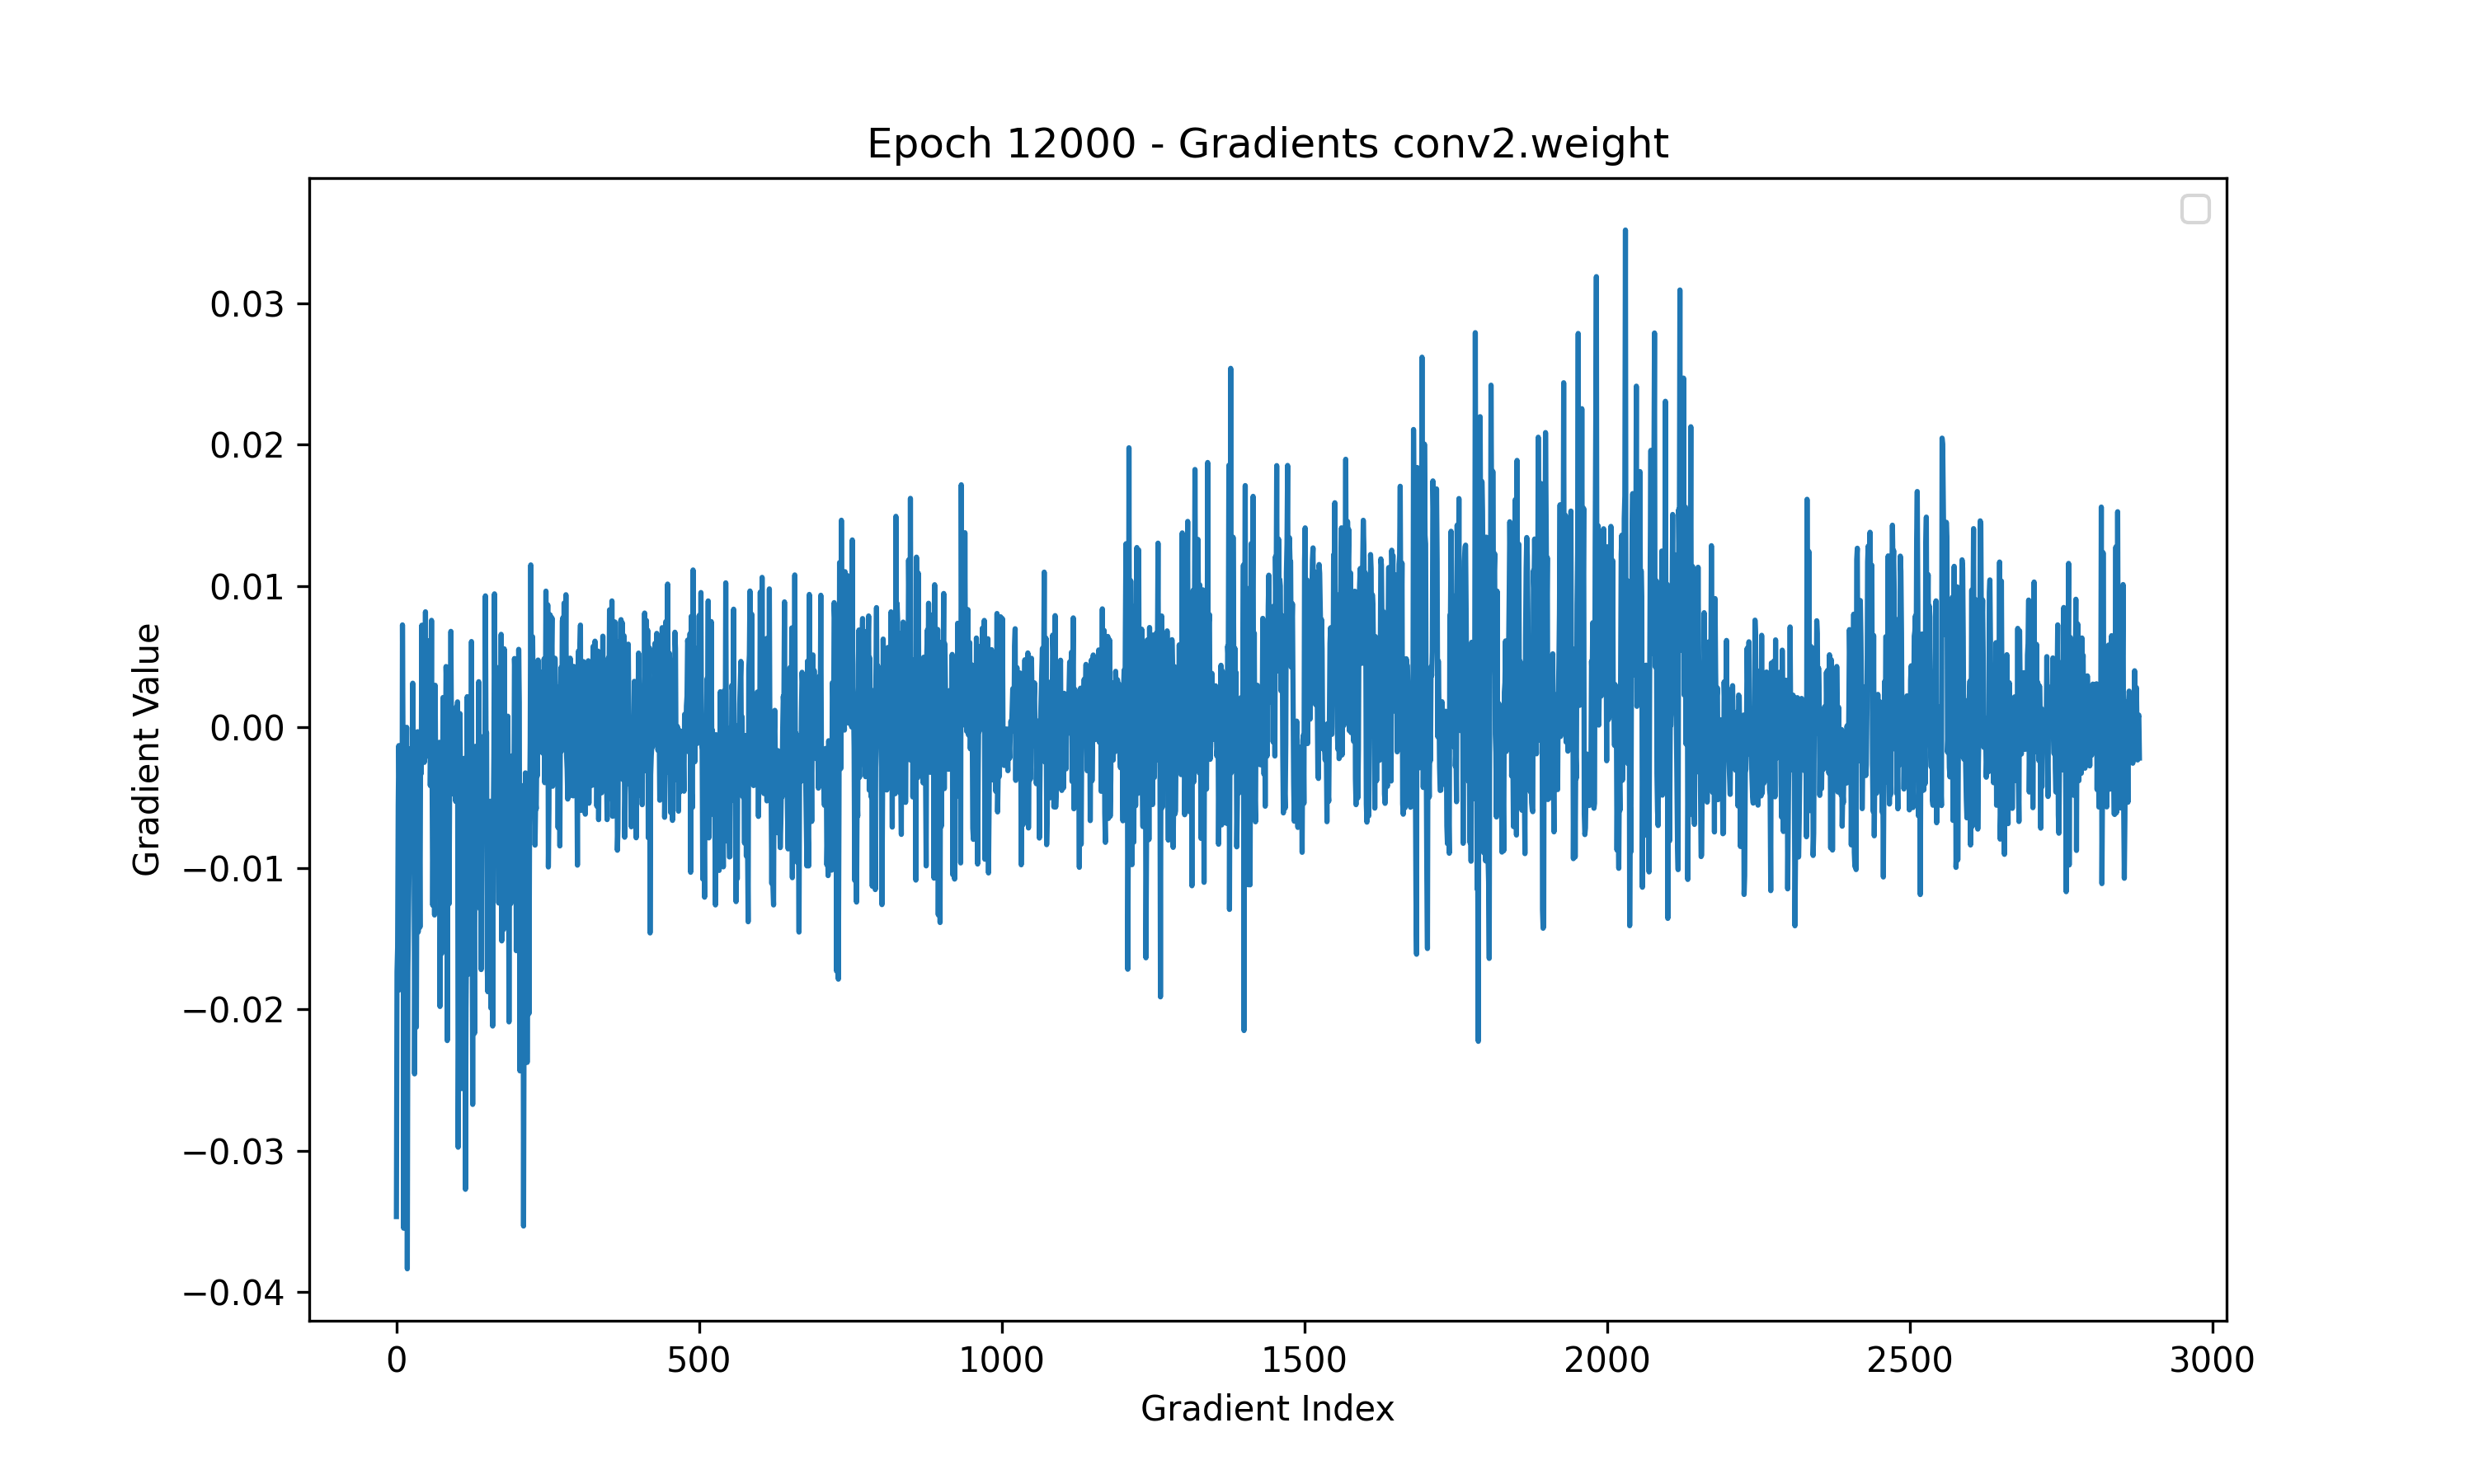 Epoch 12000 - Gradients conv2.weight
0.03
0.02
0.01
0.00
−0.01
−0.02
−0.03
−0.04
Gradient Value
0 500 1000 1500 2000 2500 3000
Gradient Index